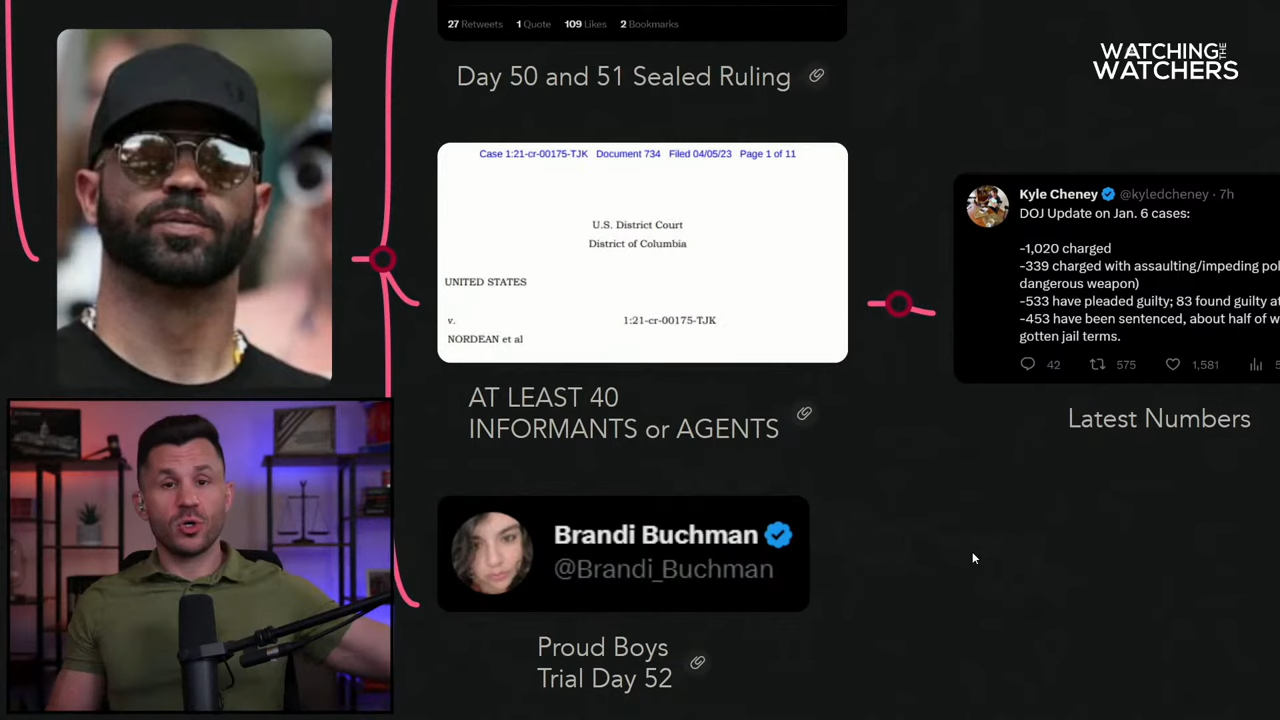 27 Retweets 1 Quote 109 Likes 2 Bookmarks
Day 50 and 51 Sealed Ruling
WATCHING THE
WATCHERS
Case 1:21-cr-00175-TJK Document 734 Filed 04/05/23 Page 1 of 11
U.S. District Court
District of Columbia
UNITED STATES
v. 1:21-cr-00175-TJK
NORDEAN et al
AT LEAST 40
INFORMANTS or AGENTS
Brandi Buchman
@Brandi_Buchman
Proud Boys
Trial Day 52
Kyle Cheney @kyledcheney · 7h
DOJ Update on Jan. 6 cases:
-1,020 charged
-339 charged with assaulting/impeding pol
dangerous weapon)
-533 have pleaded guilty; 83 found guilty at
-453 have been sentenced, about half of w
gotten jail terms.
42 575 1,581
Latest Numbers